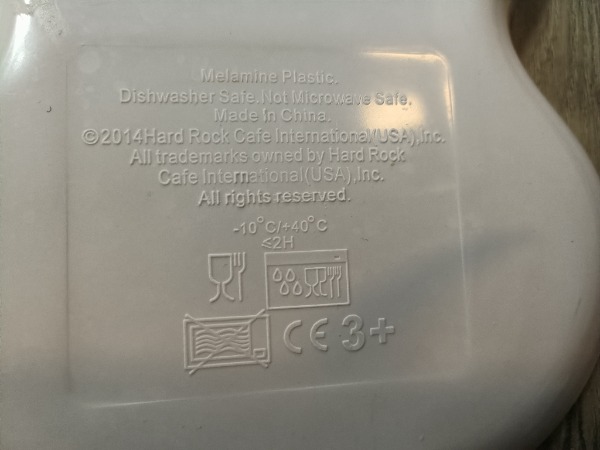 Melamine Plastic.
Dishwasher Safe.Not Microwave Safe.
Made In China.
©2014Hard Rock Cafe International(USA),Inc.
All trademarks owned by Hard Rock
Cafe International(USA),Inc.
All rights reserved.
-10°C/+40°C
≤2H
CE 3+